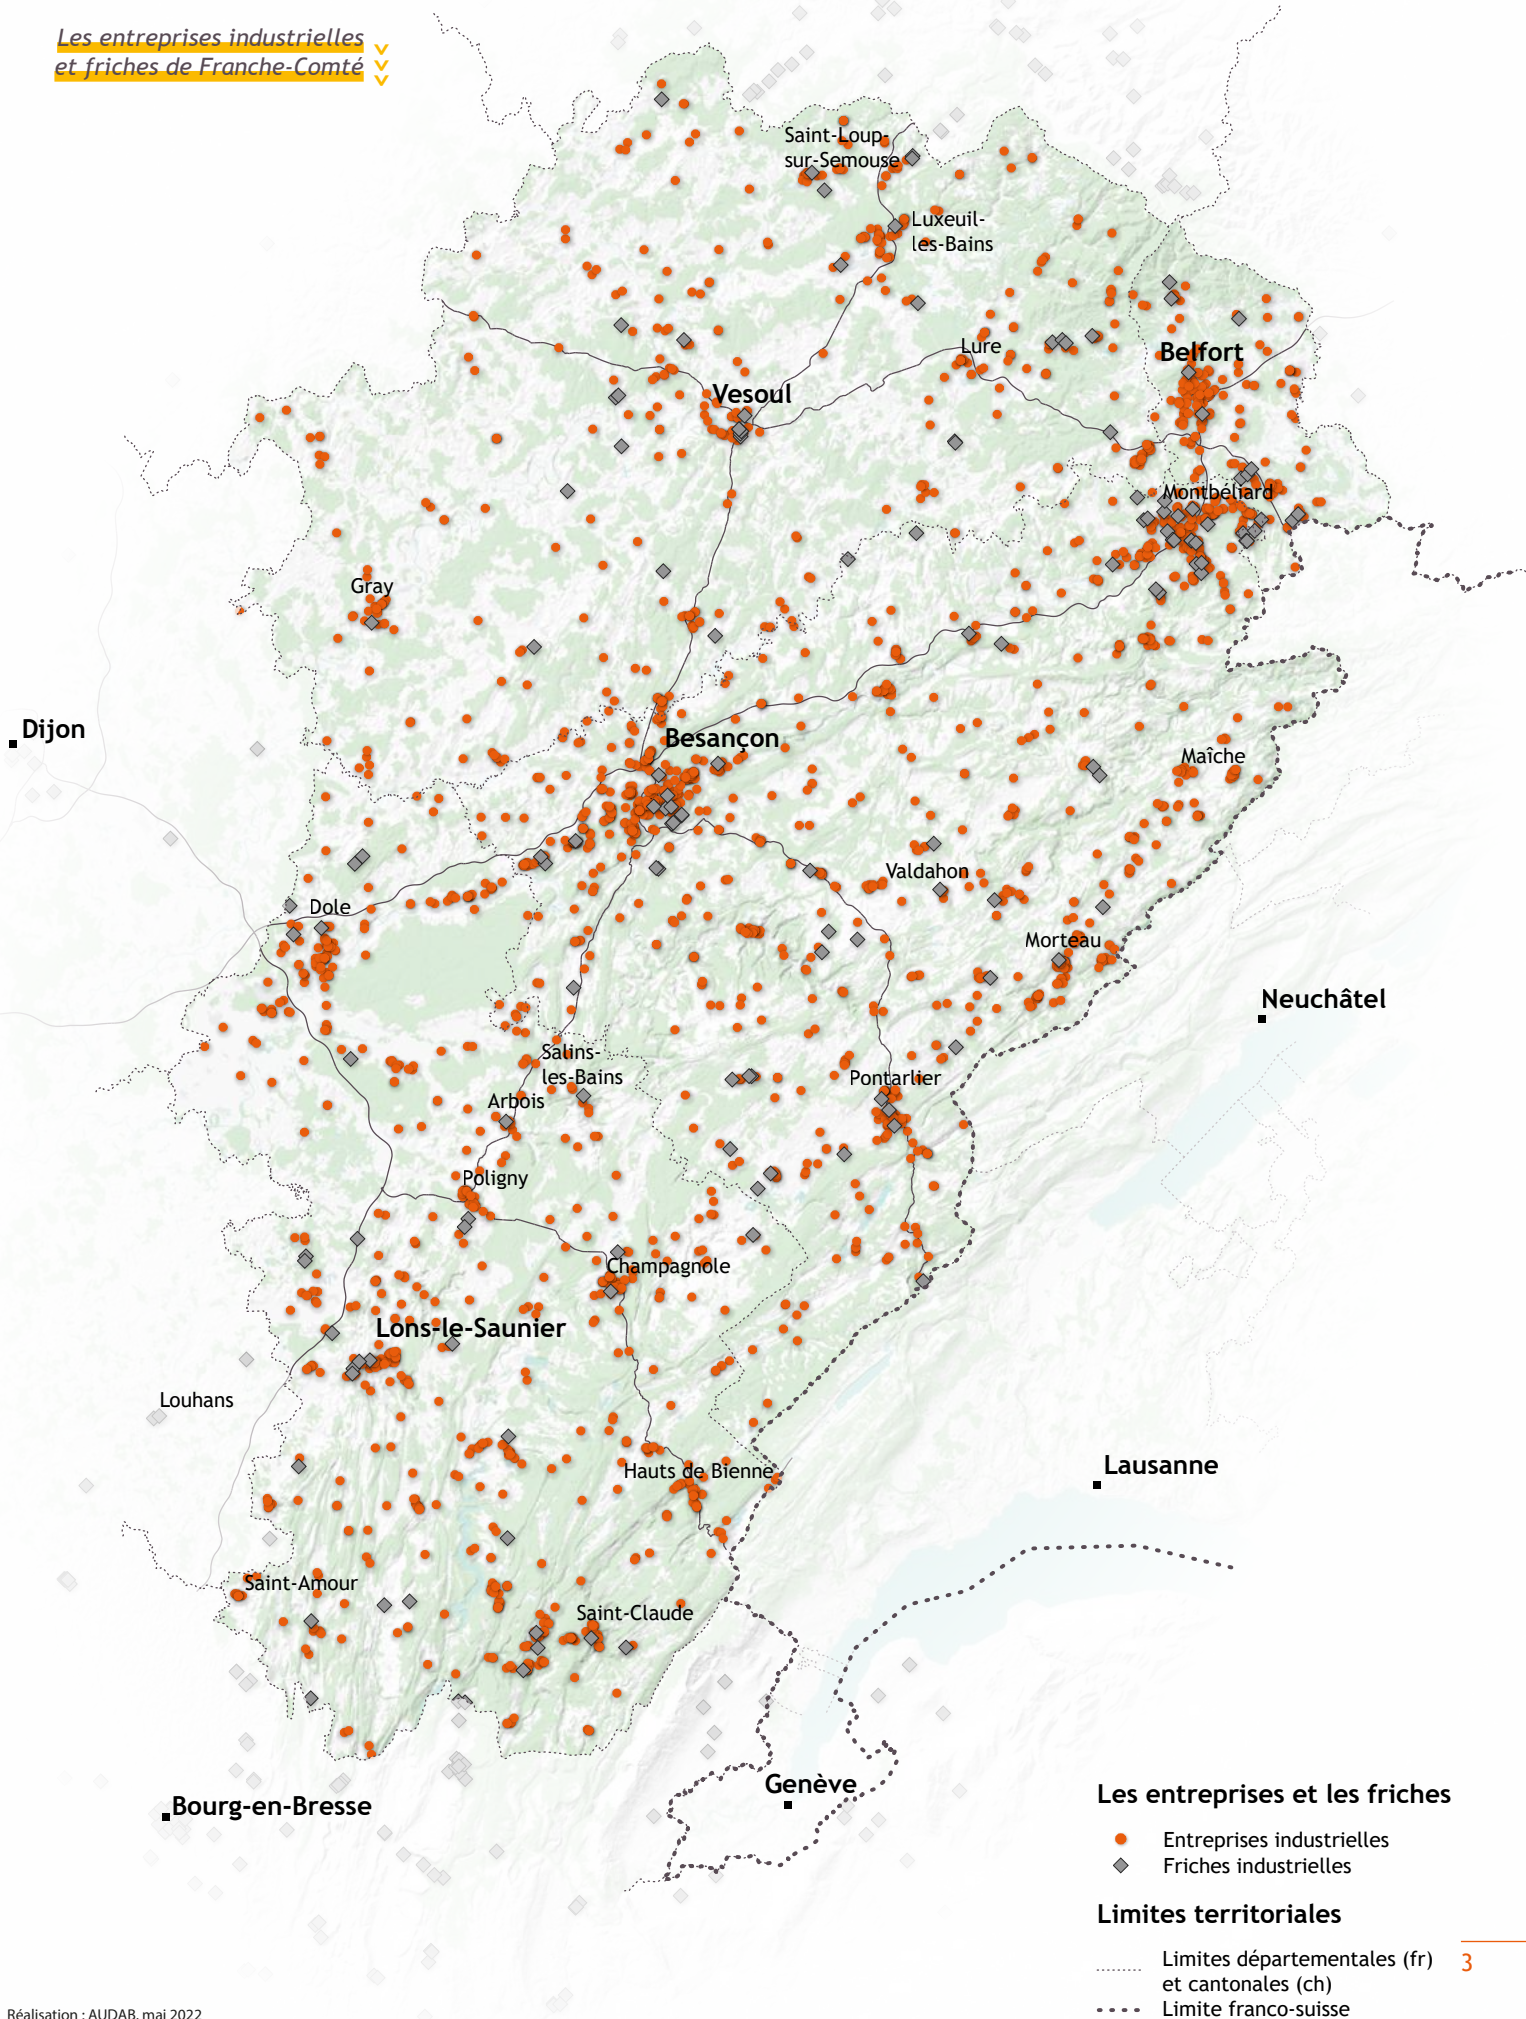 Les entreprises industrielles
et friches de Franche-Comté
Saint-Loup-
sur-Semouse
Luxeuil-
les-Bains
Lure
Belfort
Vesoul
Montbéliard
Gray
Dijon
Besançon
Maîche
Valdahon
Dole
Morteau
Neuchâtel
Salins-
les-Bains
Pontarlier
Arbois
Poligny
Champagnole
Lons-le-Saunier
Louhans
Lausanne
Hauts de Bienne
Saint-Amour
Saint-Claude
Genève
Bourg-en-Bresse
Les entreprises et les friches
Entreprises industrielles
Friches industrielles
Limites territoriales
Limites départementales (fr)
et cantonales (ch)
3
Limite franco-suisse
Réalisation : AUDAB, mai 2022